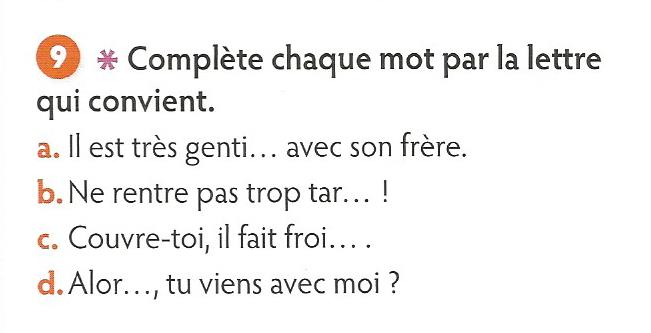 9 * Complète chaque mot par la lettre
qui convient.
a. Il est très genti... avec son frère.
b. Ne rentre pas trop tar... !
c. Couvre-toi, il fait froi... .
d. Alor..., tu viens avec moi ?